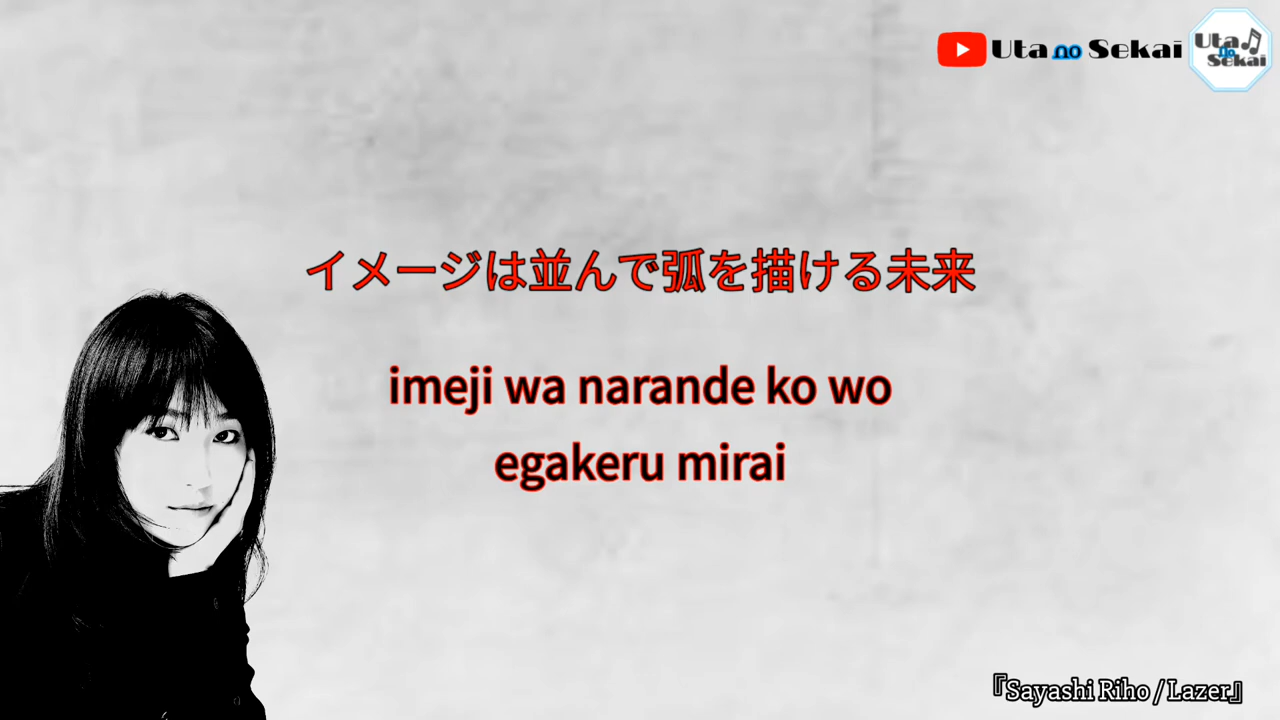 Uta no Sekai
Uta
no
Sekai
イメージは並んで弧を描ける未来
imeji wa narande ko wo
egakeru mirai
『Sayashi Riho / Lazer』